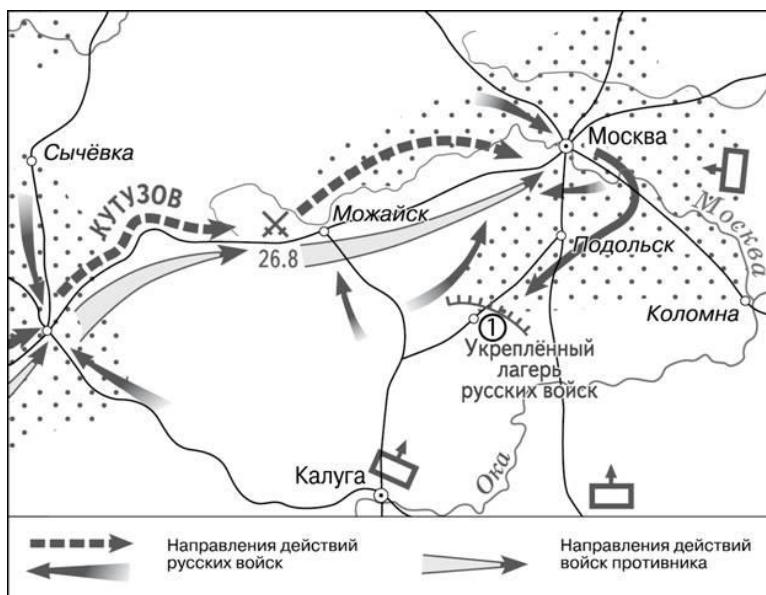 Москва
Сычёвка
КУТУЗОВ
Можайск
26.8
Москва
Подольск
Коломна
1
Укреплённый
лагерь
русских войск
Ока
Калуга
Направления действий
русских войск
Направления действий
войск противника